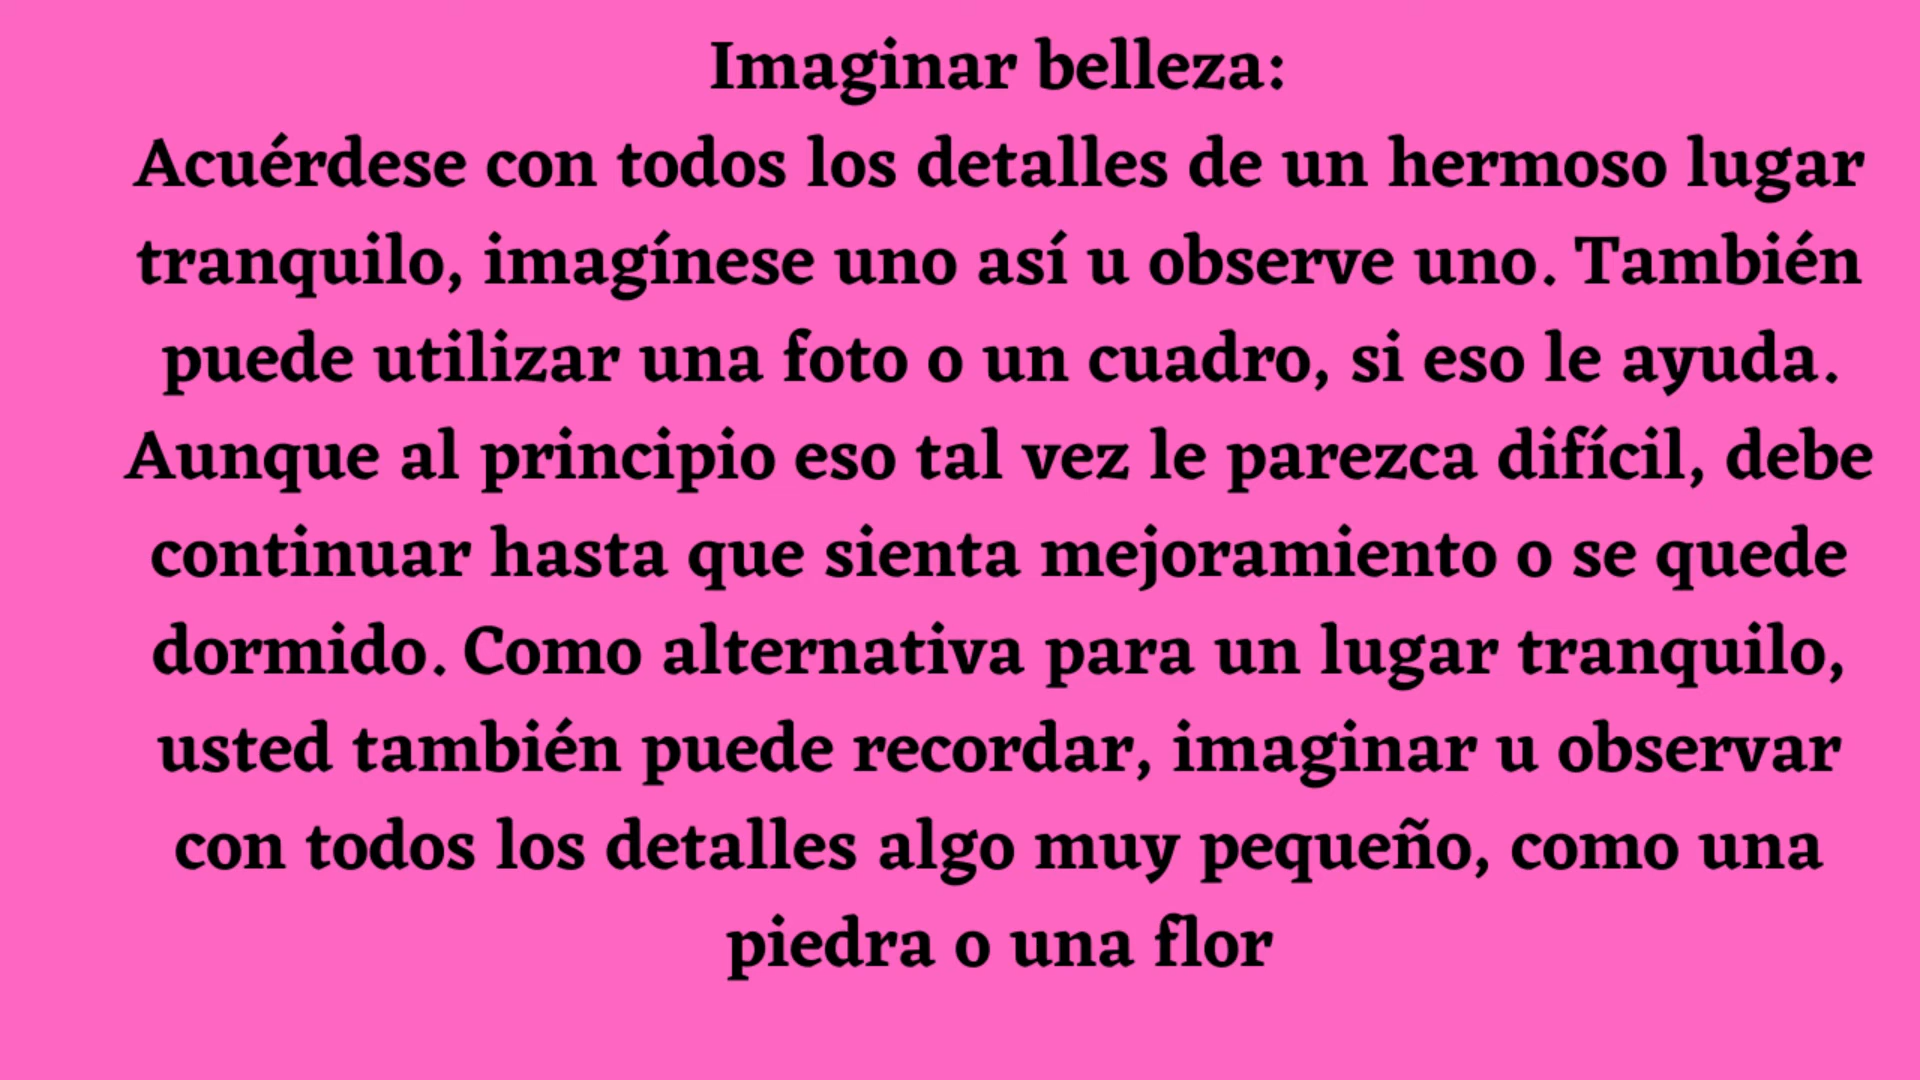 Imaginar belleza:
Acuérdese con todos los detalles de un hermoso lugar
tranquilo, imagínese uno así u observe uno. También
puede utilizar una foto o un cuadro, si eso le ayuda.
Aunque al principio eso tal vez le parezca difícil, debe
continuar hasta que sienta mejoramiento o se quede
dormido. Como alternativa para un lugar tranquilo,
usted también puede recordar, imaginar u observar
con todos los detalles algo muy pequeño, como una
piedra o una flor